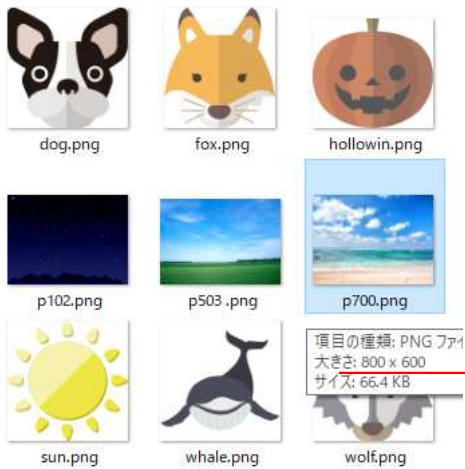 dog.png
fox.png
hollowin.png
p102.png
p503 .png
p700.png
項目の種類: PNG ファイ
大きさ: 800 x 600
サイズ: 66.4 KB
sun.png
whale.png
wolf.png